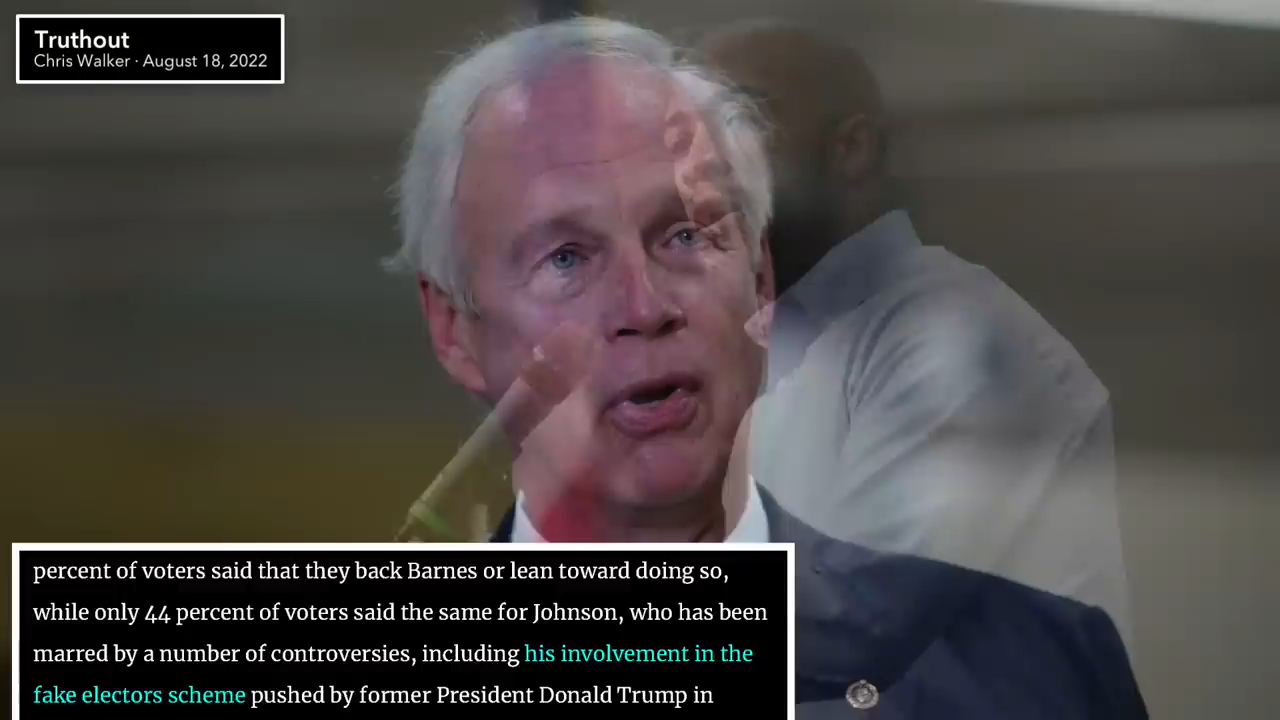 Truthout
Chris Walker · August 18, 2022
percent of voters said that they back Barnes or lean toward doing so,
while only 44 percent of voters said the same for Johnson, who has been
marred by a number of controversies, including his involvement in the
fake electors scheme pushed by former President Donald Trump in